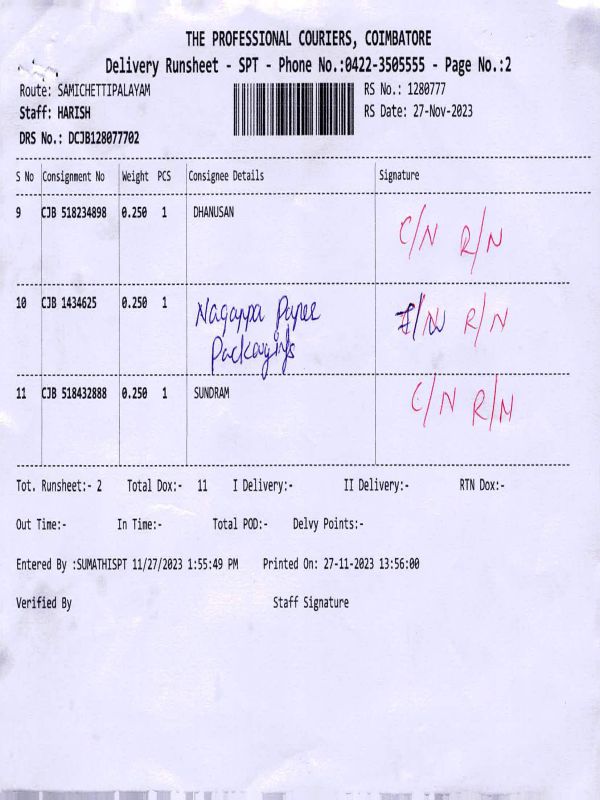 THE PROFESSIONAL COURIERS, COIMBATORE
Delivery Runsheet - SPT - Phone No.:0422-3505555 - Page No.:2
Route: SAMICHETTIPALAYAM RS No.: 1280777
Staff: HARISH RS Date: 27-Nov-2023
DRS No.: DCJB128077702
S No Consignment No Weight PCS Consignee Details Signature
9 CJB 518234898 0.250 1 DHANUSAN C/N R/N
10 CJB 1434625 0.250 1 Nagappa Paper R/N
Packagings
11 CJB 518432888 0.250 1 SUNDRAM C/N R/N
Tot. Runsheet:- 2 Total Dox:- 11 I Delivery:- II Delivery:- RTN Dox:-
Out Time:- In Time:- Total POD:- Delvy Points:-
Entered By :SUMATHISPT 11/27/2023 1:55:49 PM Printed On: 27-11-2023 13:56:00
Verified By Staff Signature